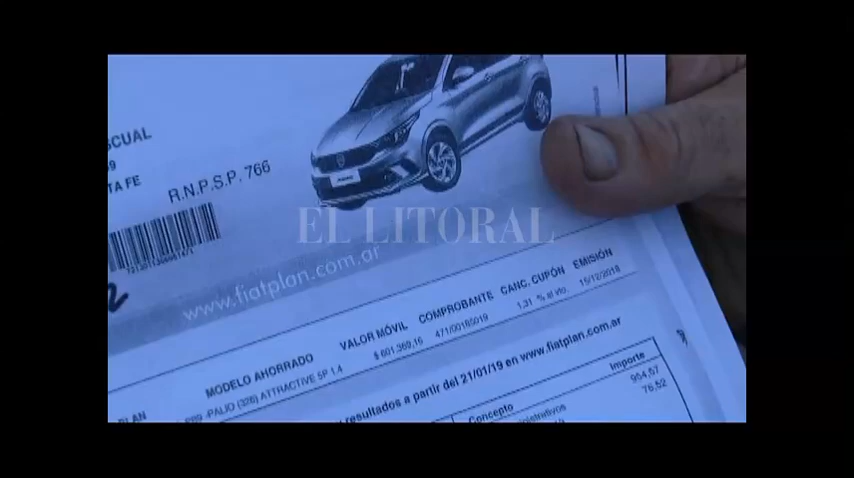 SCUAL
TA FE
R.N.P.S.P. 766
EL LITORAL
www.fiatplan.com.ar
PLAN MODELO AHORRADO VALOR MÓVIL COMPROBANTE CANC. CUPÓN EMISIÓN
-PALIO (326) ATTRACTIVE 5P 1.4 $ 601.369,16 471/00185019 1,31 % al vto. 15/12/2018
resultados a partir del 21/01/19 en www.fiatplan.com.ar
Concepto Importe
954,57
76,52